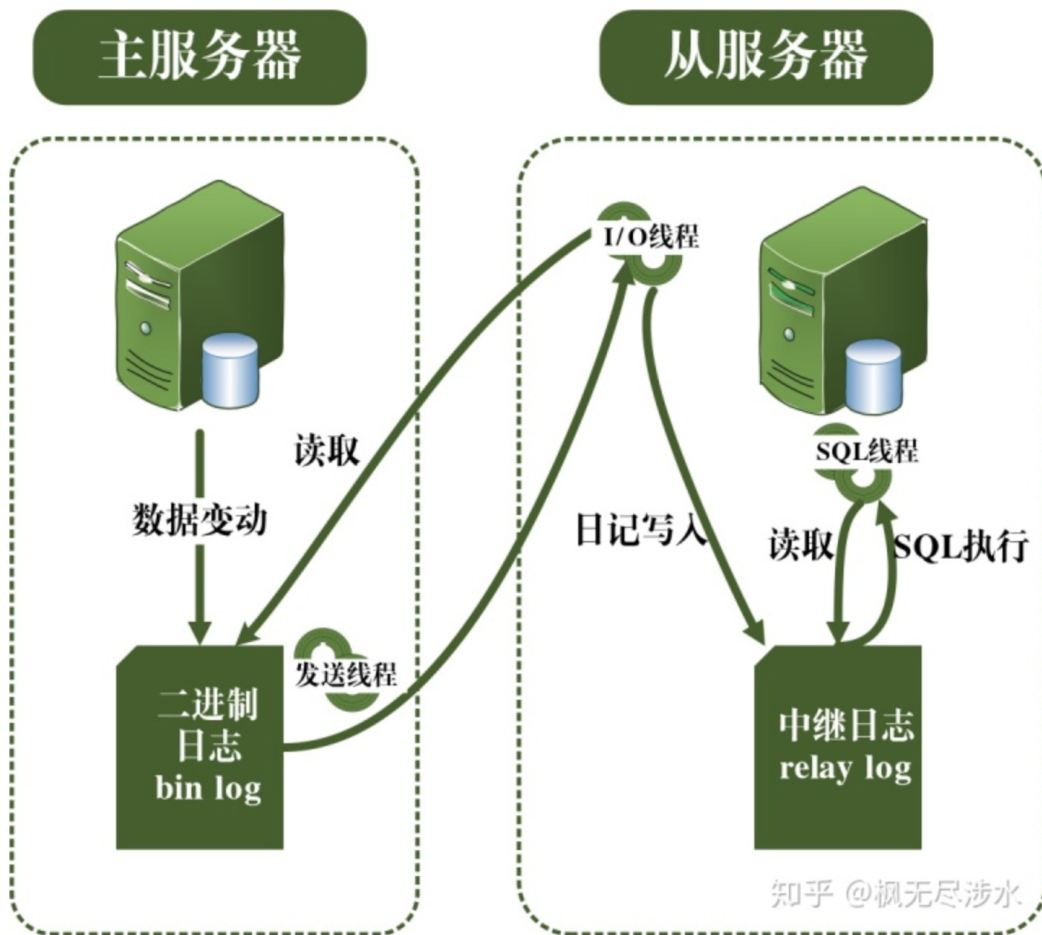 主服务器
从服务器
I/O线程
SQL线程
读取
数据变动
日记写入
读取
SQL执行
发送线程
二进制
日志
bin log
中继日志
relay log
知乎 @枫无尽涉水